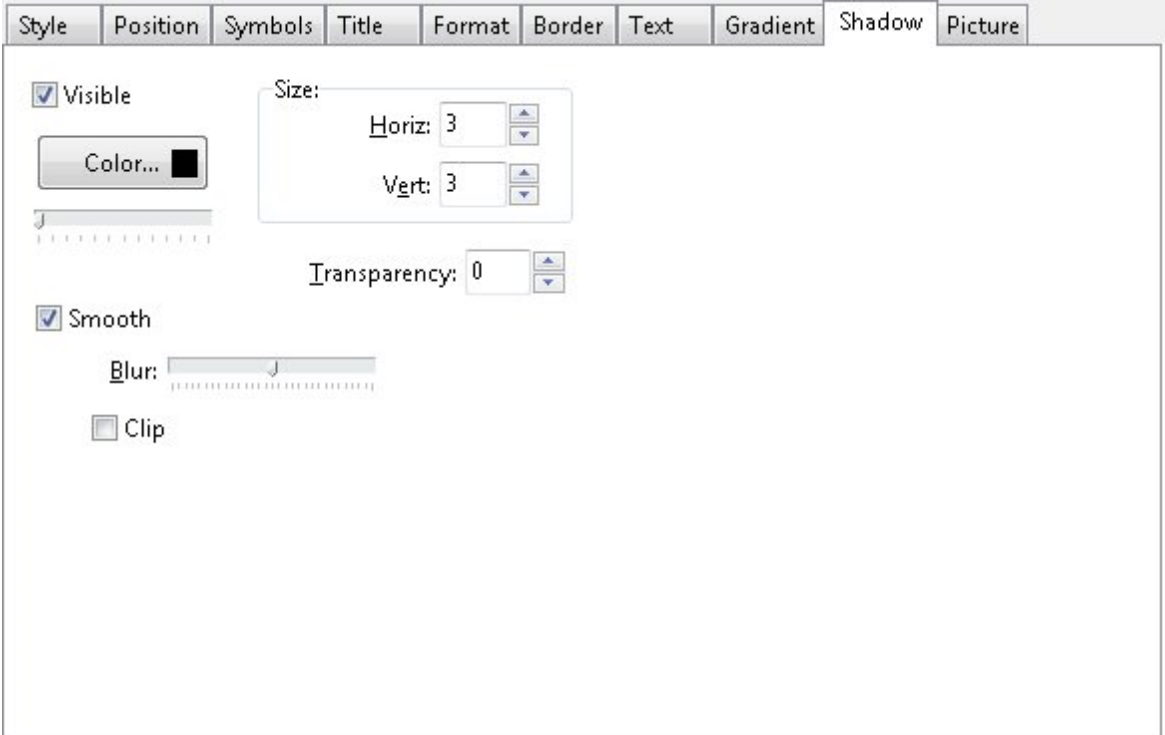 Style Position Symbols Title Format Border Text Gradient Shadow Picture
Visible
Color...
Size:
Horiz: 3
Vert: 3
Transparency: 0
Smooth
Blur:
Clip